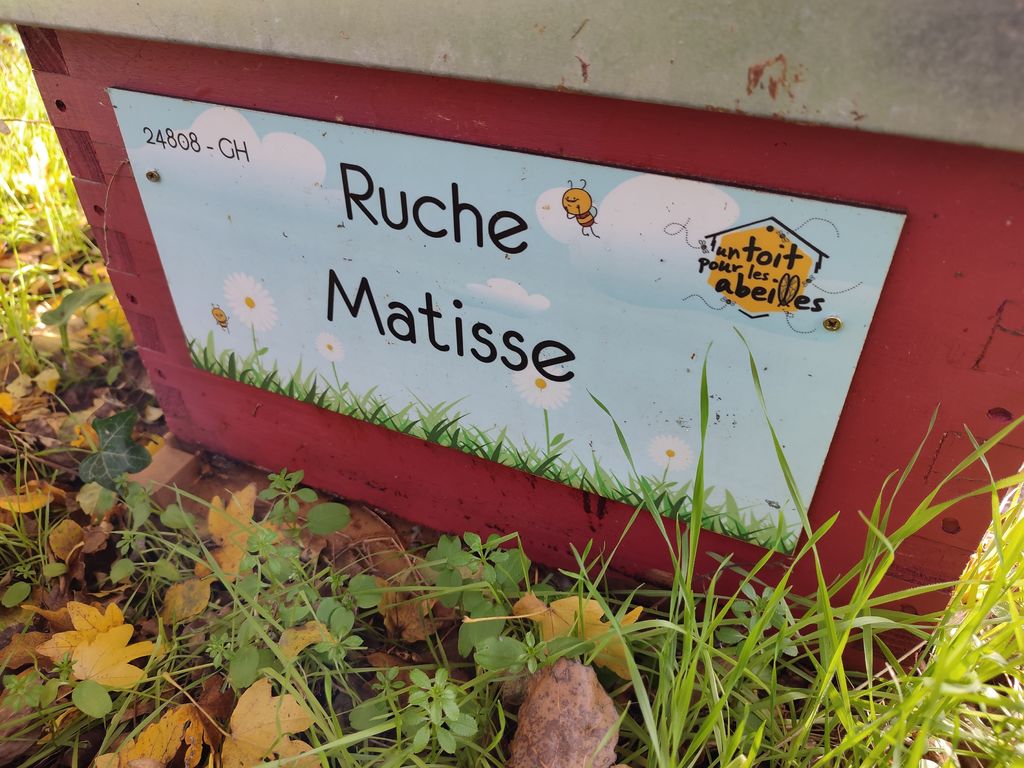 24808 - GH
Ruche
Matisse
un toit
pour les
abeilles